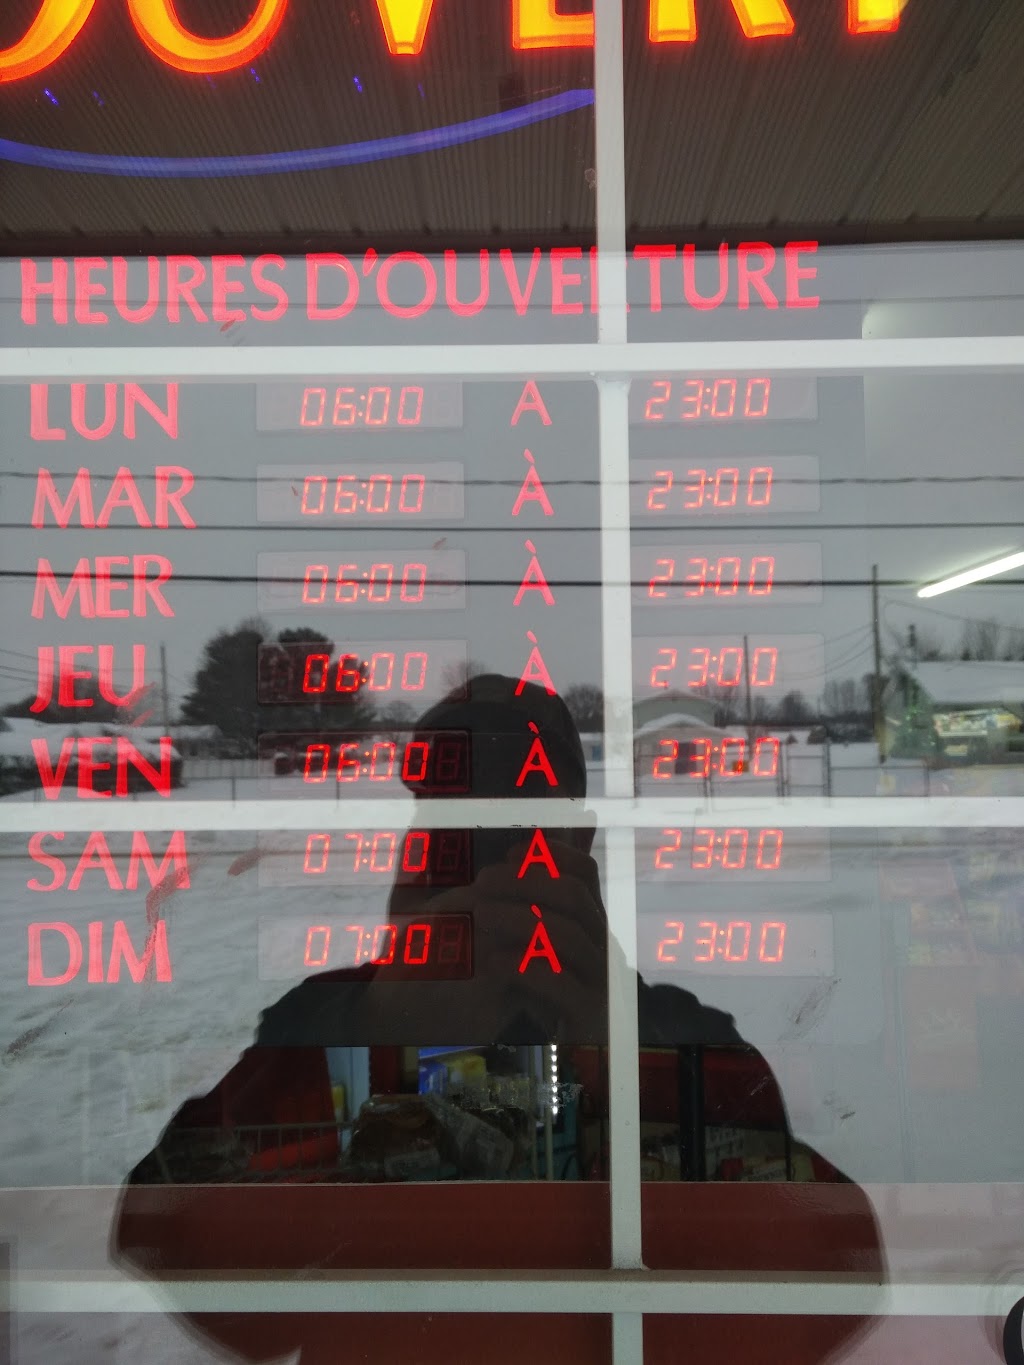 OUVERT
HEURES D'OUVERTURE
LUN 06:00 À 23:00
MAR 06:00 À 23:00
MER 06:00 À 23:00
JEU 06:00 À 23:00
VEN 06:00 À 23:00
SAM 07:00 À 23:00
DIM 07:00 À 23:00